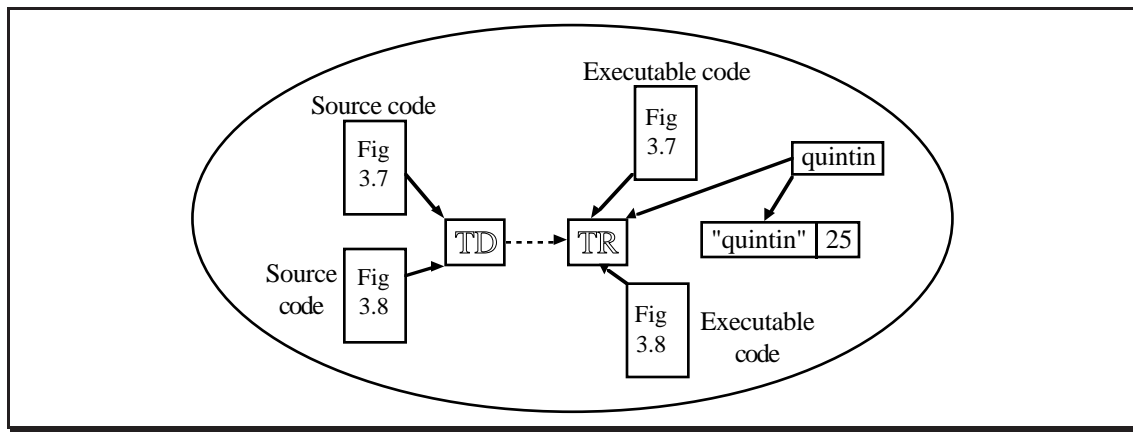 Executable code
Source code
Fig
3.7
Fig
3.7
quintin
TD
TR
"quintin" 25
Source
code
Fig
3.8
Fig
3.8
Executable
code